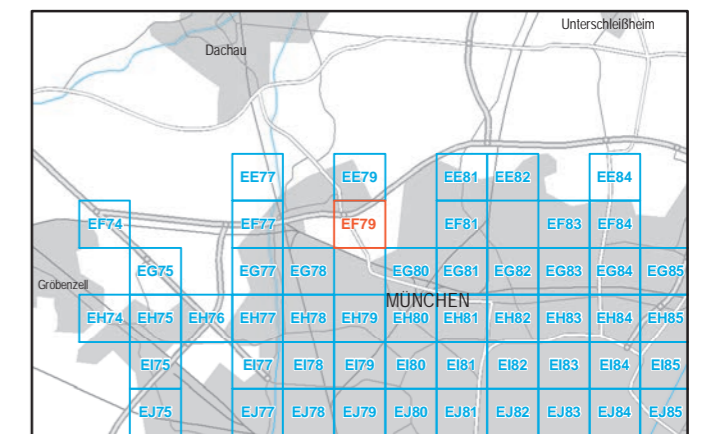 Unterschleißheim
Dachau
EE77 EE79 EE81 EE82 EE84
EF74 EF77 EF79 EF81 EF83 EF84
EG75 EG77 EG78 EG80 EG81 EG82 EG83 EG84 EG85
Gröbenzell
MÜNCHEN
EH74 EH75 EH76 EH77 EH78 EH79 EH80 EH81 EH82 EH83 EH84 EH85
EI75 EI77 EI78 EI79 EI80 EI81 EI82 EI83 EI84 EI85
EJ75 EJ77 EJ78 EJ79 EJ80 EJ81 EJ82 EJ83 EJ84 EJ85